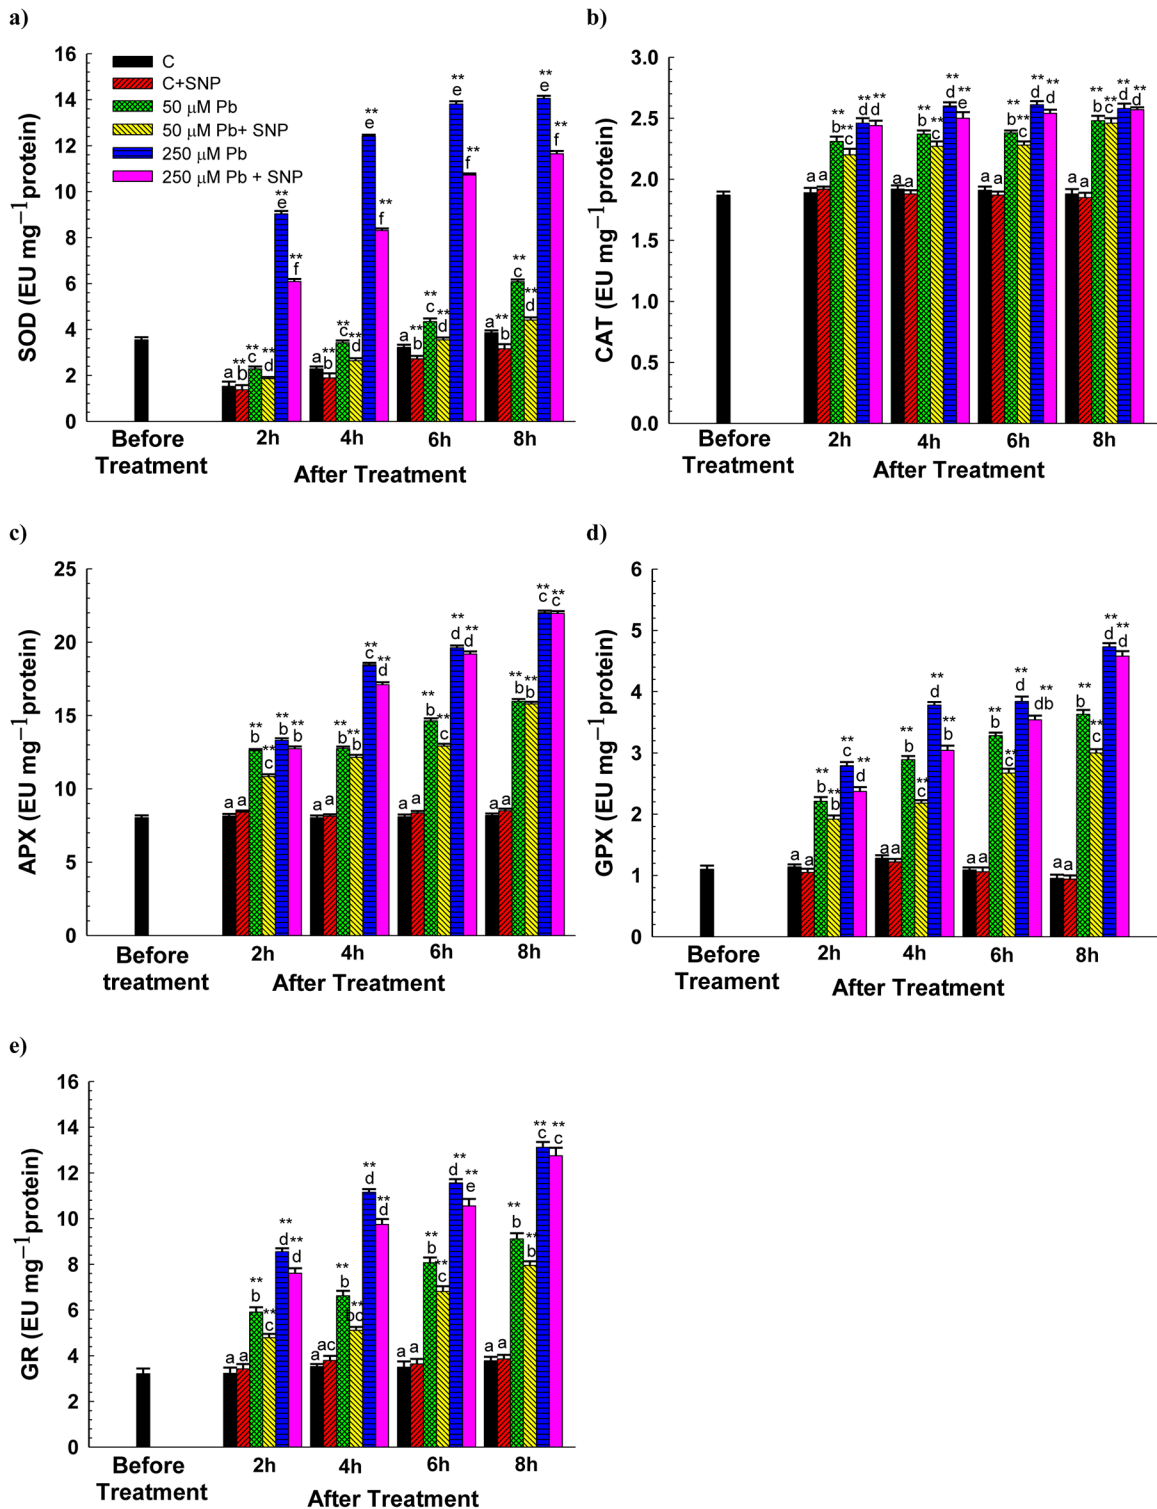 a)
SOD (EU mg⁻¹protein)
16
14
12
10
8
6
4
2
0
C
C+SNP
50 μM Pb
50 μM Pb+ SNP
250 μM Pb
250 μM Pb + SNP
a
**
b
**
c
**
d
**
e
**
f
a
**
b
**
c
**
d
**
e
**
f
a
**
b
**
c
**
d
**
e
**
f
a
**
b
**
c
**
d
**
e
**
f
Before
Treatment
2h
4h
6h
8h
After Treatment
b)
CAT (EU mg⁻¹protein)
3.0
2.5
2.0
1.5
1.0
0.5
0.0
a
a
**
b
**
c
**
d
**
d
a
a
**
b
**
c
**
d
**
e
a
a
**
b
**
c
**
d
**
d
a
a
**
b
**
c
**
d
**
d
Before
Treatment
2h
4h
6h
8h
After Treatment
c)
APX (EU mg⁻¹protein)
25
20
15
10
5
0
a
a
**
b
**
c
**
b
**
b
a
a
**
b
**
b
**
c
**
d
a
a
**
b
**
c
**
d
**
d
a
a
**
b
**
b
**
c
**
c
Before
treatment
2h
4h
6h
8h
After Treatment
d)
GPX (EU mg⁻¹protein)
6
5
4
3
2
1
0
a
a
**
b
**
b
**
c
**
d
a
a
**
b
**
c
**
d
**
b
a
a
**
b
**
c
**
d
**
db
a
a
**
b
**
c
**
d
**
d
Before
Treament
2h
4h
6h
8h
After Treatment
e)
GR (EU mg⁻¹protein)
16
14
12
10
8
6
4
2
0
a
a
**
b
**
c
**
d
**
d
a
ac
**
b
**
bc
**
d
**
d
a
a
**
b
**
c
**
d
**
e
a
a
**
b
**
b
**
c
**
c
Before
Treatment
2h
4h
6h
8h
After Treatment